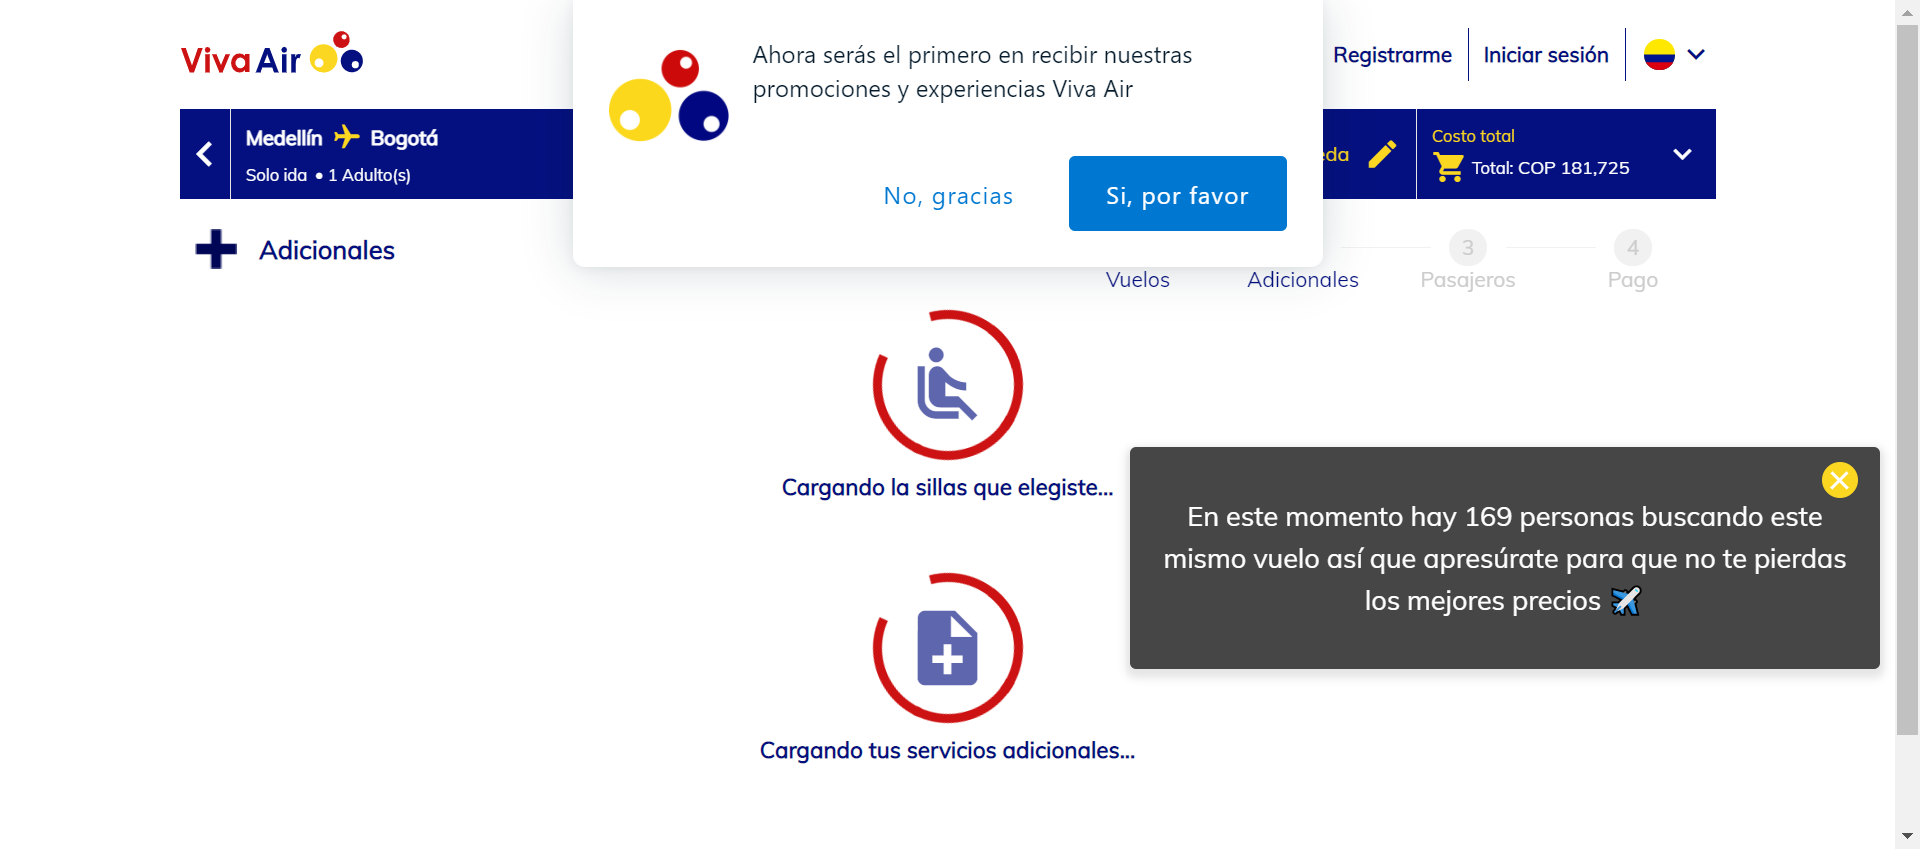 Viva Air
Ahora serás el primero en recibir nuestras
promociones y experiencias Viva Air
No, gracias
Si, por favor
Registrarme
Iniciar sesión
Medellín Bogotá
Solo ida • 1 Adulto(s)
eda
Costo total
Total: COP 181,725
Adicionales
3
4
Vuelos
Adicionales
Pasajeros
Pago
Cargando la sillas que elegiste...
En este momento hay 169 personas buscando este
mismo vuelo así que apresúrate para que no te pierdas
los mejores precios ✈️
Cargando tus servicios adicionales...